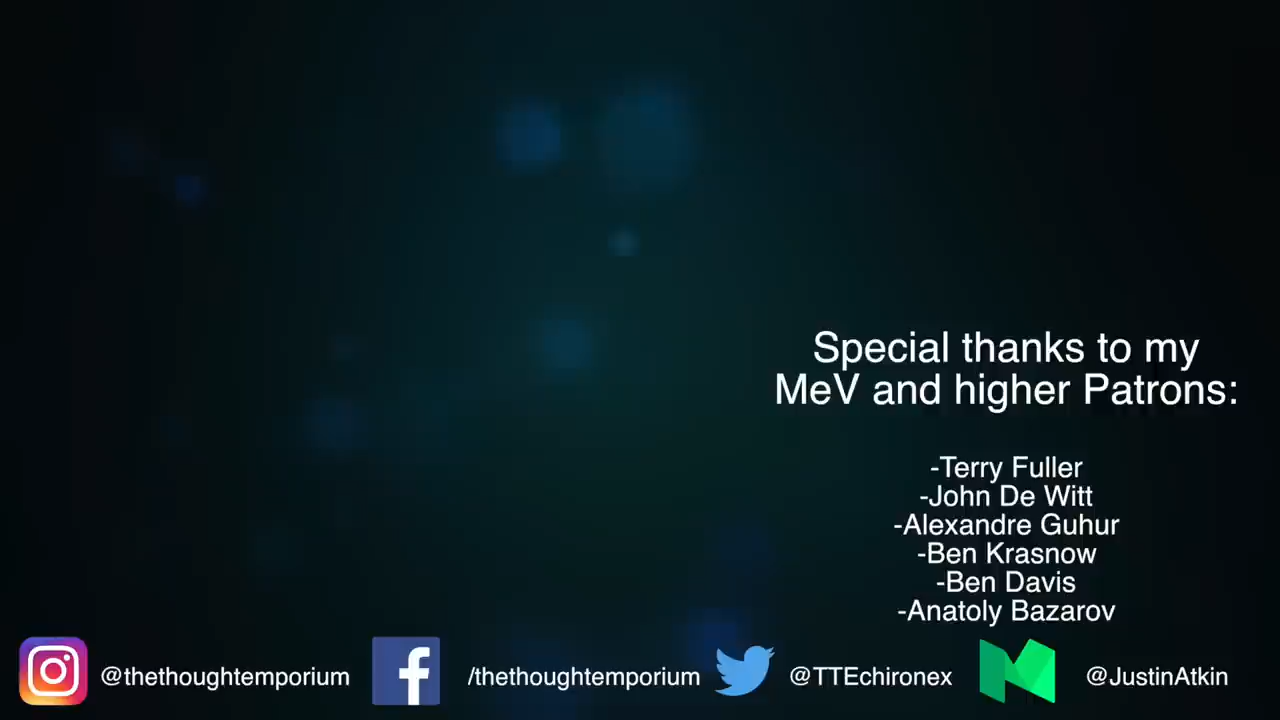 Special thanks to my
MeV and higher Patrons:
-Terry Fuller
-John De Witt
-Alexandre Guhur
-Ben Krasnow
-Ben Davis
-Anatoly Bazarov
@thethoughtemporium /thethoughtemporium @TTEchironex @JustinAtkin